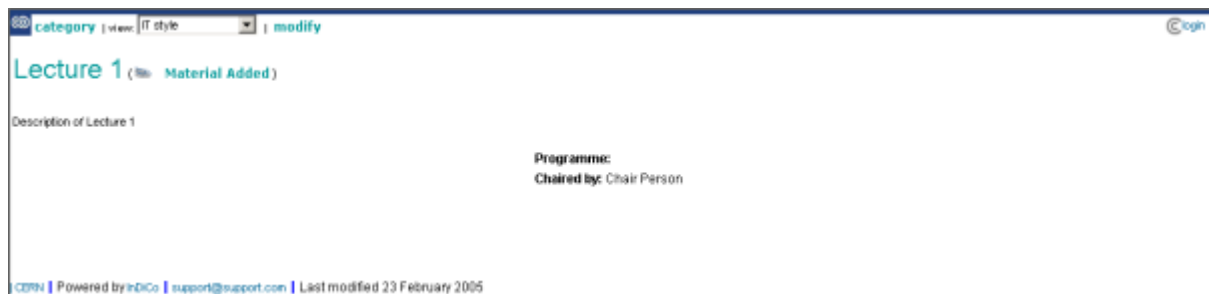 category | view: IT style | modify login
Lecture 1 ( Material Added)
Description of Lecture 1
Programme:
Chaired by: Chair Person
| CERN | Powered by InDiCo | support@support.com | Last modified 23 February 2005